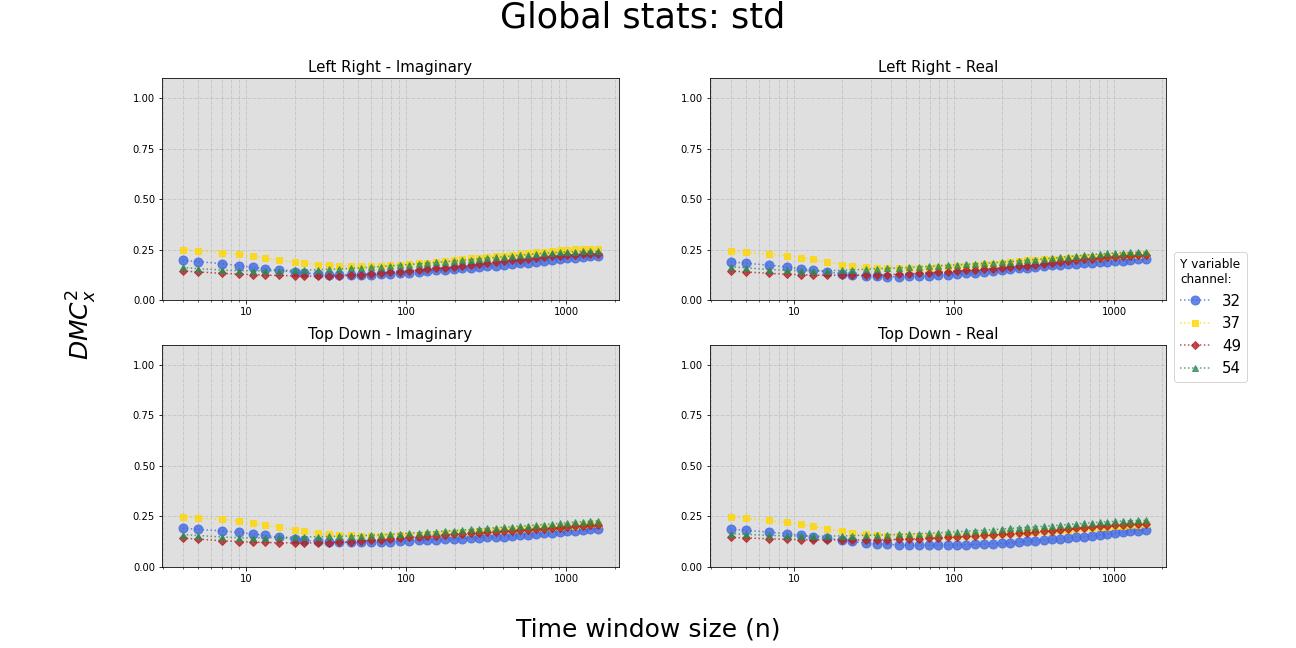 Global stats: std
Left Right - Imaginary
1.00
0.75
0.50
0.25
0.00
10 100 1000
Left Right - Real
1.00
0.75
0.50
0.25
0.00
10 100 1000
DMC²ₓ
Top Down - Imaginary
1.00
0.75
0.50
0.25
0.00
10 100 1000
Top Down - Real
1.00
0.75
0.50
0.25
0.00
10 100 1000
Y variable
channel:
32
37
49
54
Time window size (n)